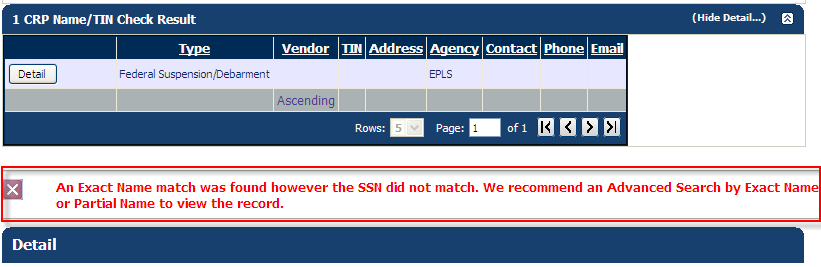 1 CRP Name/TIN Check Result (Hide Detail...)
Type Vendor TIN Address Agency Contact Phone Email
Detail Federal Suspension/Debarment EPLS
Ascending
Rows: 5 Page: 1 of 1
An Exact Name match was found however the SSN did not match. We recommend an Advanced Search by Exact Name
or Partial Name to view the record.
Detail